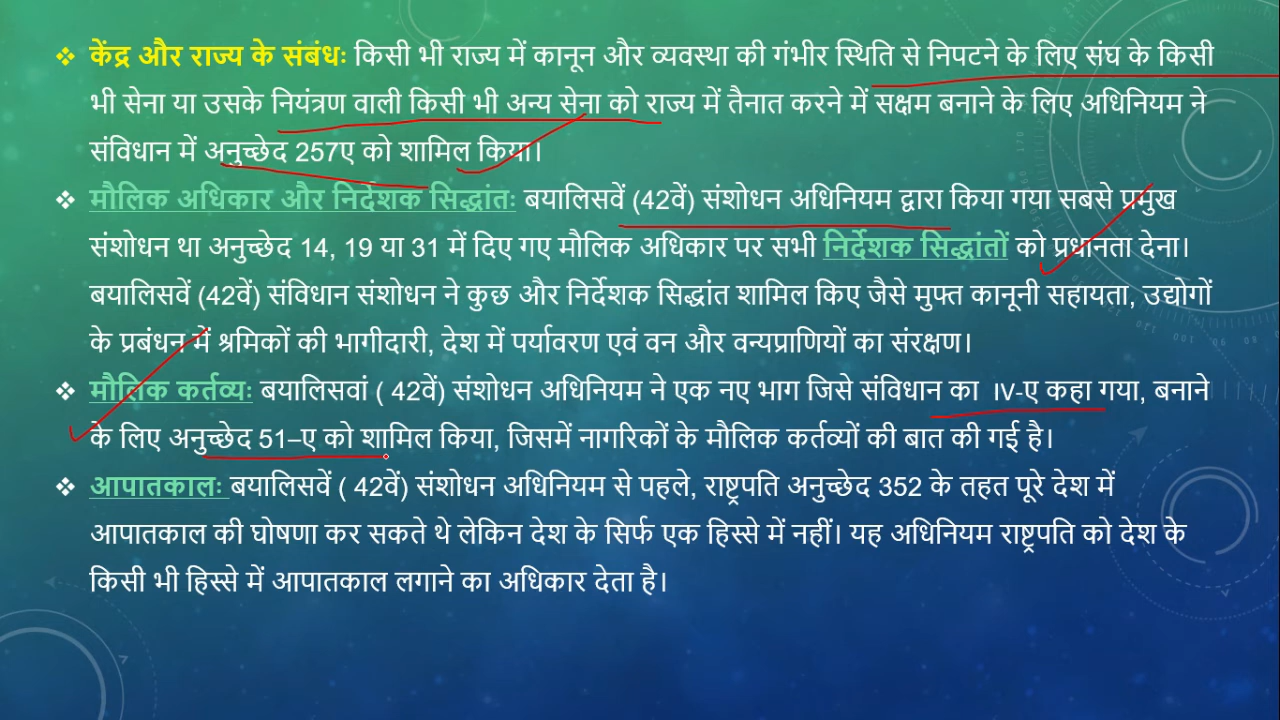 ❖ केंद्र और राज्य के संबंधः किसी भी राज्य में कानून और व्यवस्था की गंभीर स्थिति से निपटने के लिए संघ के किसी
भी सेना या उसके नियंत्रण वाली किसी भी अन्य सेना को राज्य में तैनात करने में सक्षम बनाने के लिए अधिनियम ने
संविधान में अनुच्छेद 257ए को शामिल किया।
❖ मौलिक अधिकार और निर्देशक सिद्धांतः बयालिसवें (42वें) संशोधन अधिनियम द्वारा किया गया सबसे प्रमुख
संशोधन था अनुच्छेद 14, 19 या 31 में दिए गए मौलिक अधिकार पर सभी निर्देशक सिद्धांतों को प्रधानता देना।
बयालिसवें (42वें) संविधान संशोधन ने कुछ और निर्देशक सिद्धांत शामिल किए जैसे मुफ्त कानूनी सहायता, उद्योगों
के प्रबंधन में श्रमिकों की भागीदारी, देश में पर्यावरण एवं वन और वन्यप्राणियों का संरक्षण।
❖ मौलिक कर्तव्यः बयालिसवां ( 42वें) संशोधन अधिनियम ने एक नए भाग जिसे संविधान का ।V-ए कहा गया, बनाने
के लिए अनुच्छेद 51–ए को शामिल किया, जिसमें नागरिकों के मौलिक कर्तव्यों की बात की गई है।
❖ आपातकालः बयालिसवें ( 42वें) संशोधन अधिनियम से पहले, राष्ट्रपति अनुच्छेद 352 के तहत पूरे देश में
आपातकाल की घोषणा कर सकते थे लेकिन देश के सिर्फ एक हिस्से में नहीं। यह अधिनियम राष्ट्रपति को देश के
किसी भी हिस्से में आपातकाल लगाने का अधिकार देता है।